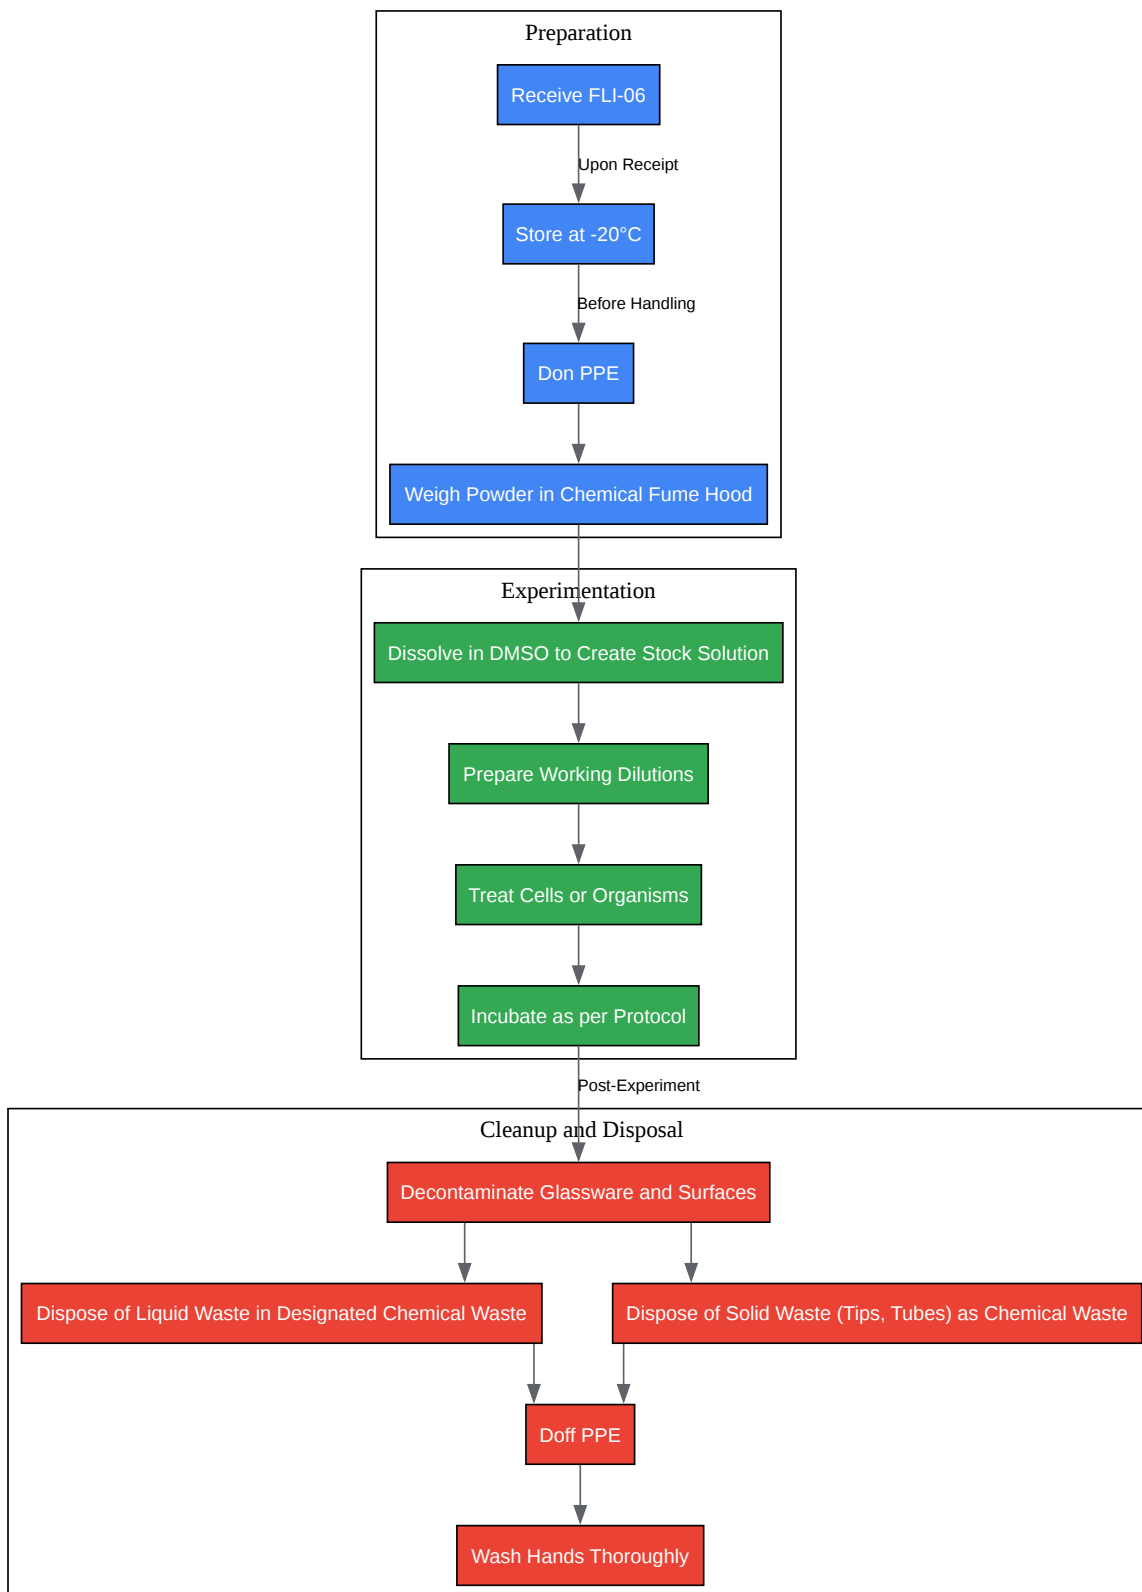 Preparation
Receive FLI-06
Upon Receipt
Store at -20°C
Before Handling
Don PPE
Weigh Powder in Chemical Fume Hood
Experimentation
Dissolve in DMSO to Create Stock Solution
Prepare Working Dilutions
Treat Cells or Organisms
Incubate as per Protocol
Post-Experiment
Cleanup and Disposal
Decontaminate Glassware and Surfaces
Dispose of Liquid Waste in Designated Chemical Waste
Dispose of Solid Waste (Tips, Tubes) as Chemical Waste
Doff PPE
Wash Hands Thoroughly